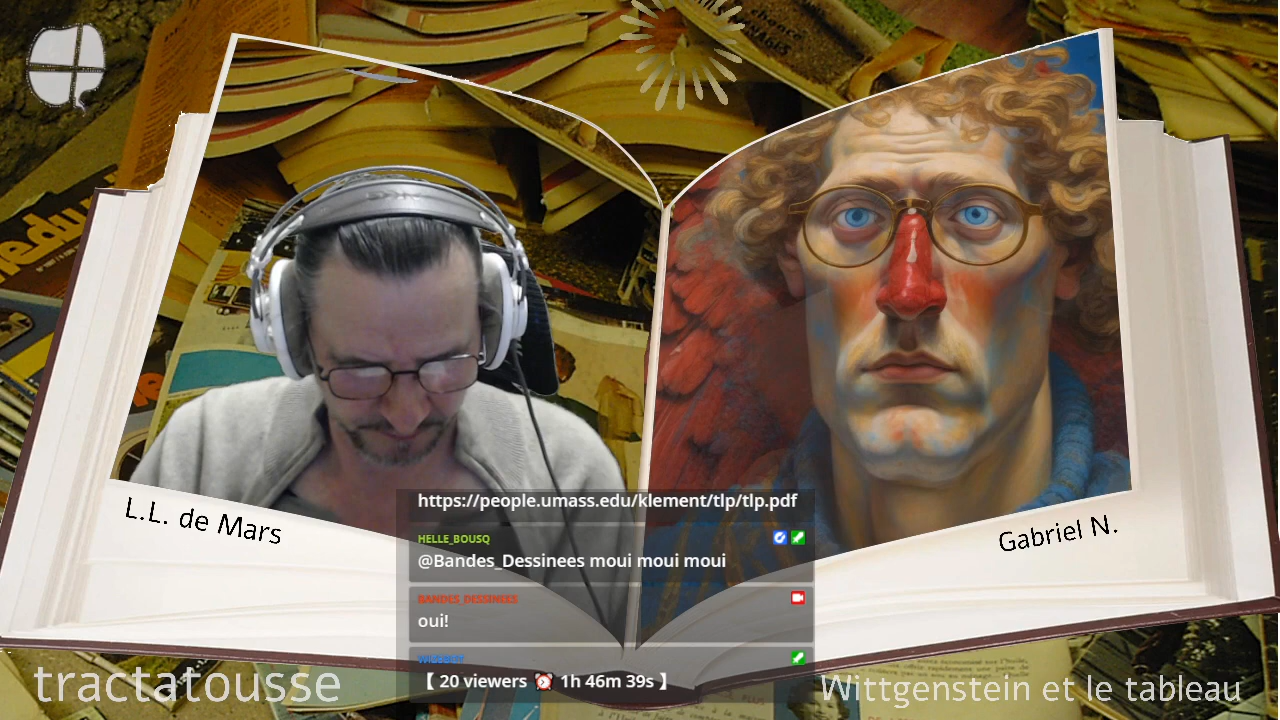 L.L. de Mars
Gabriel N.
https://people.umass.edu/klement/tlp/tlp.pdf
HELLE_BOUSQ
@Bandes_Dessinees moui moui moui
BANDES_DESSINEES
oui!
WIZEBOT
【 20 viewers ⏰ 1h 46m 39s 】
tractatousse
Wittgenstein et le tableau